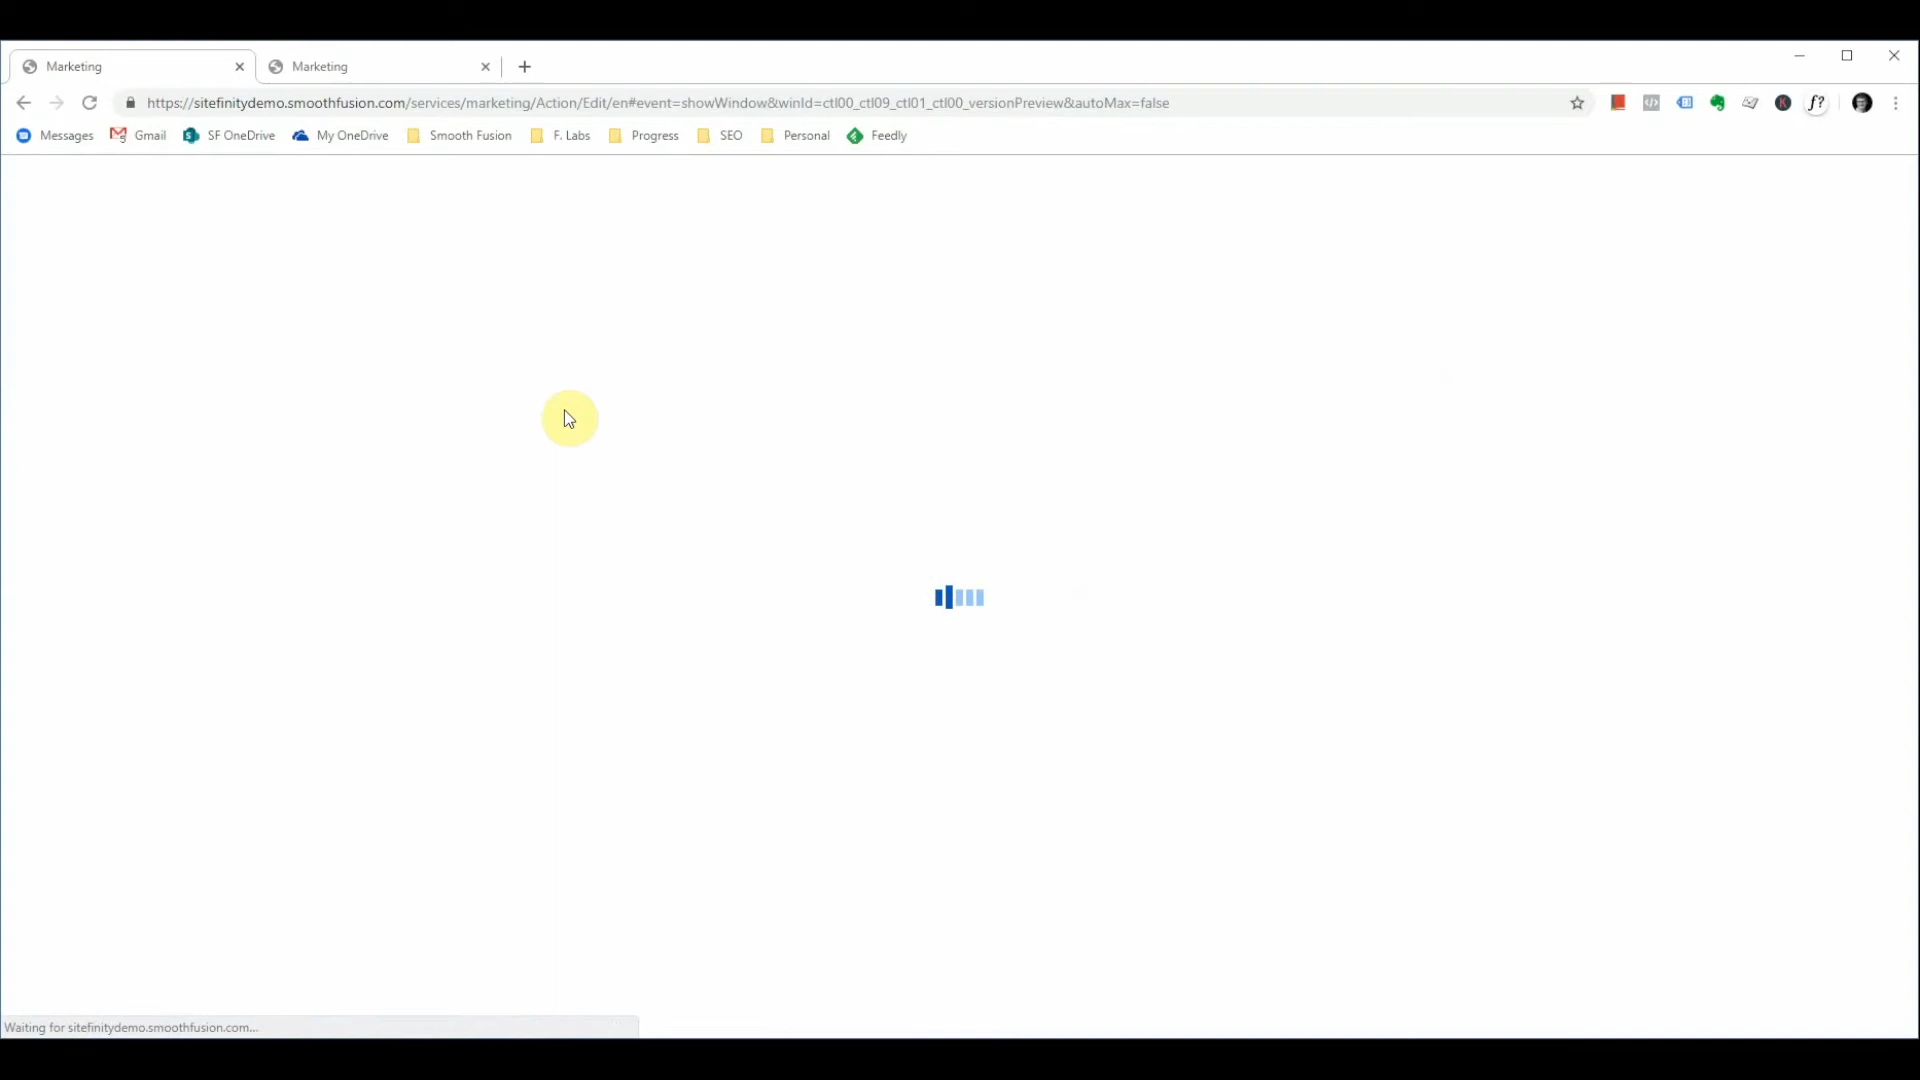 Marketing
Marketing
https://sitefinitydemo.smoothfusion.com/services/marketing/Action/Edit/en#event=showWindow&winId=ctl00_ctl09_ctl01_ctl00_versionPreview&autoMax=false
K
f?
Messages Gmail SF OneDrive My OneDrive Smooth Fusion F. Labs Progress SEO Personal Feedly
Waiting for sitefinitydemo.smoothfusion.com...